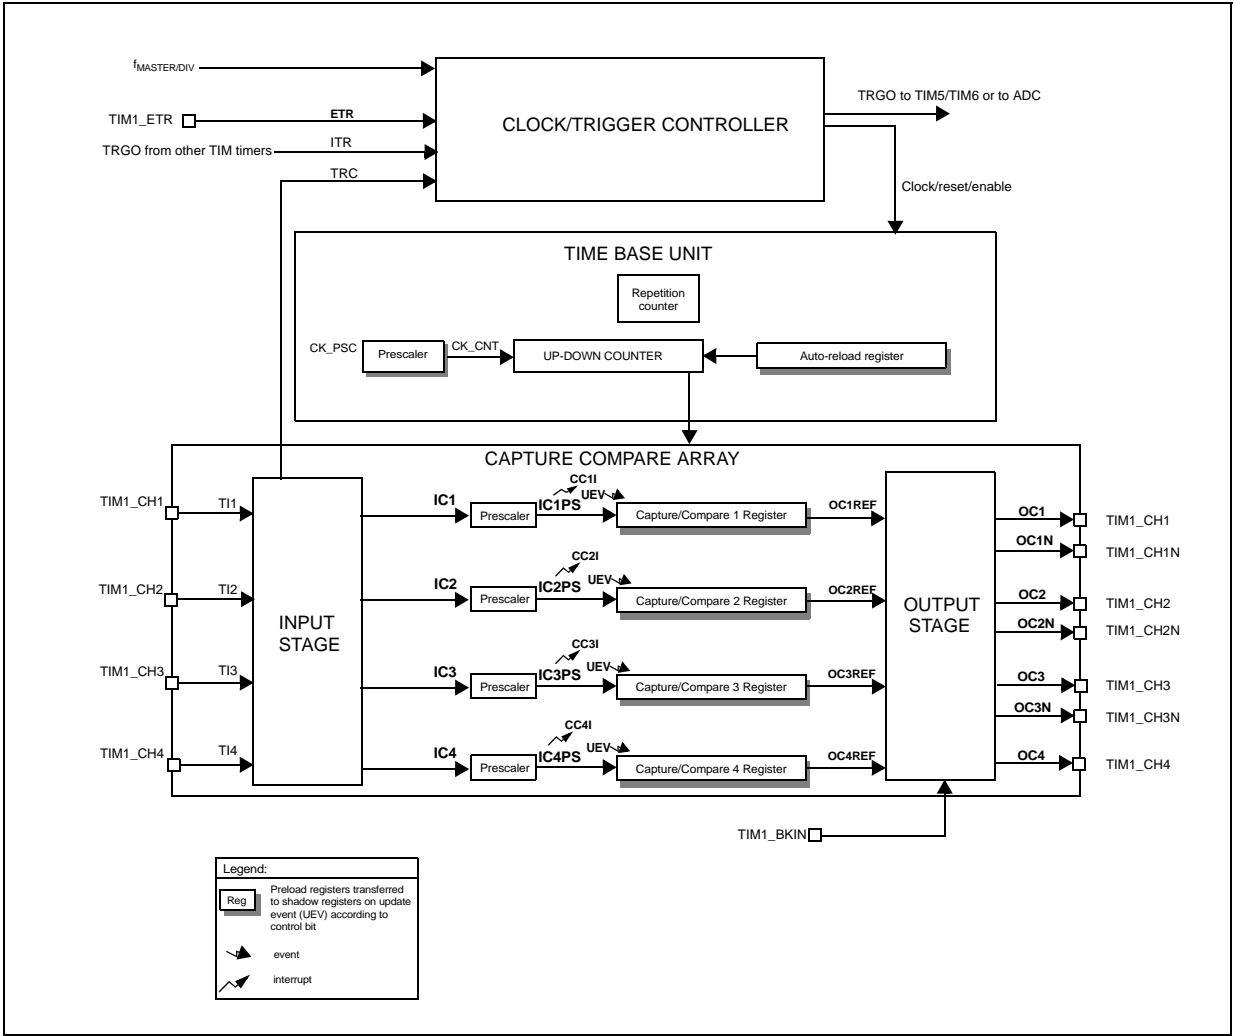 fMASTER/DIV
TIM1_ETR
ETR
TRGO from other TIM timers
ITR
TRC
CLOCK/TRIGGER CONTROLLER
TRGO to TIM5/TIM6 or to ADC
Clock/reset/enable
TIME BASE UNIT
Repetition
counter
CK_PSC
Prescaler
CK_CNT
UP-DOWN COUNTER
Auto-reload register
CAPTURE COMPARE ARRAY
TIM1_CH1
TI1
IC1
Prescaler
CC1I
IC1PS
UEV
Capture/Compare 1 Register
OC1REF
OC1
TIM1_CH1
OC1N
TIM1_CH1N
TIM1_CH2
TI2
IC2
Prescaler
CC2I
IC2PS
UEV
Capture/Compare 2 Register
OC2REF
OC2
TIM1_CH2
OC2N
TIM1_CH2N
INPUT
STAGE
OUTPUT
STAGE
TIM1_CH3
TI3
IC3
Prescaler
CC3I
IC3PS
UEV
Capture/Compare 3 Register
OC3REF
OC3
TIM1_CH3
OC3N
TIM1_CH3N
TIM1_CH4
TI4
IC4
Prescaler
CC4I
IC4PS
UEV
Capture/Compare 4 Register
OC4REF
OC4
TIM1_CH4
TIM1_BKIN
Legend:
Reg
Preload registers transferred
to shadow registers on update
event (UEV) according to
control bit
event
interrupt